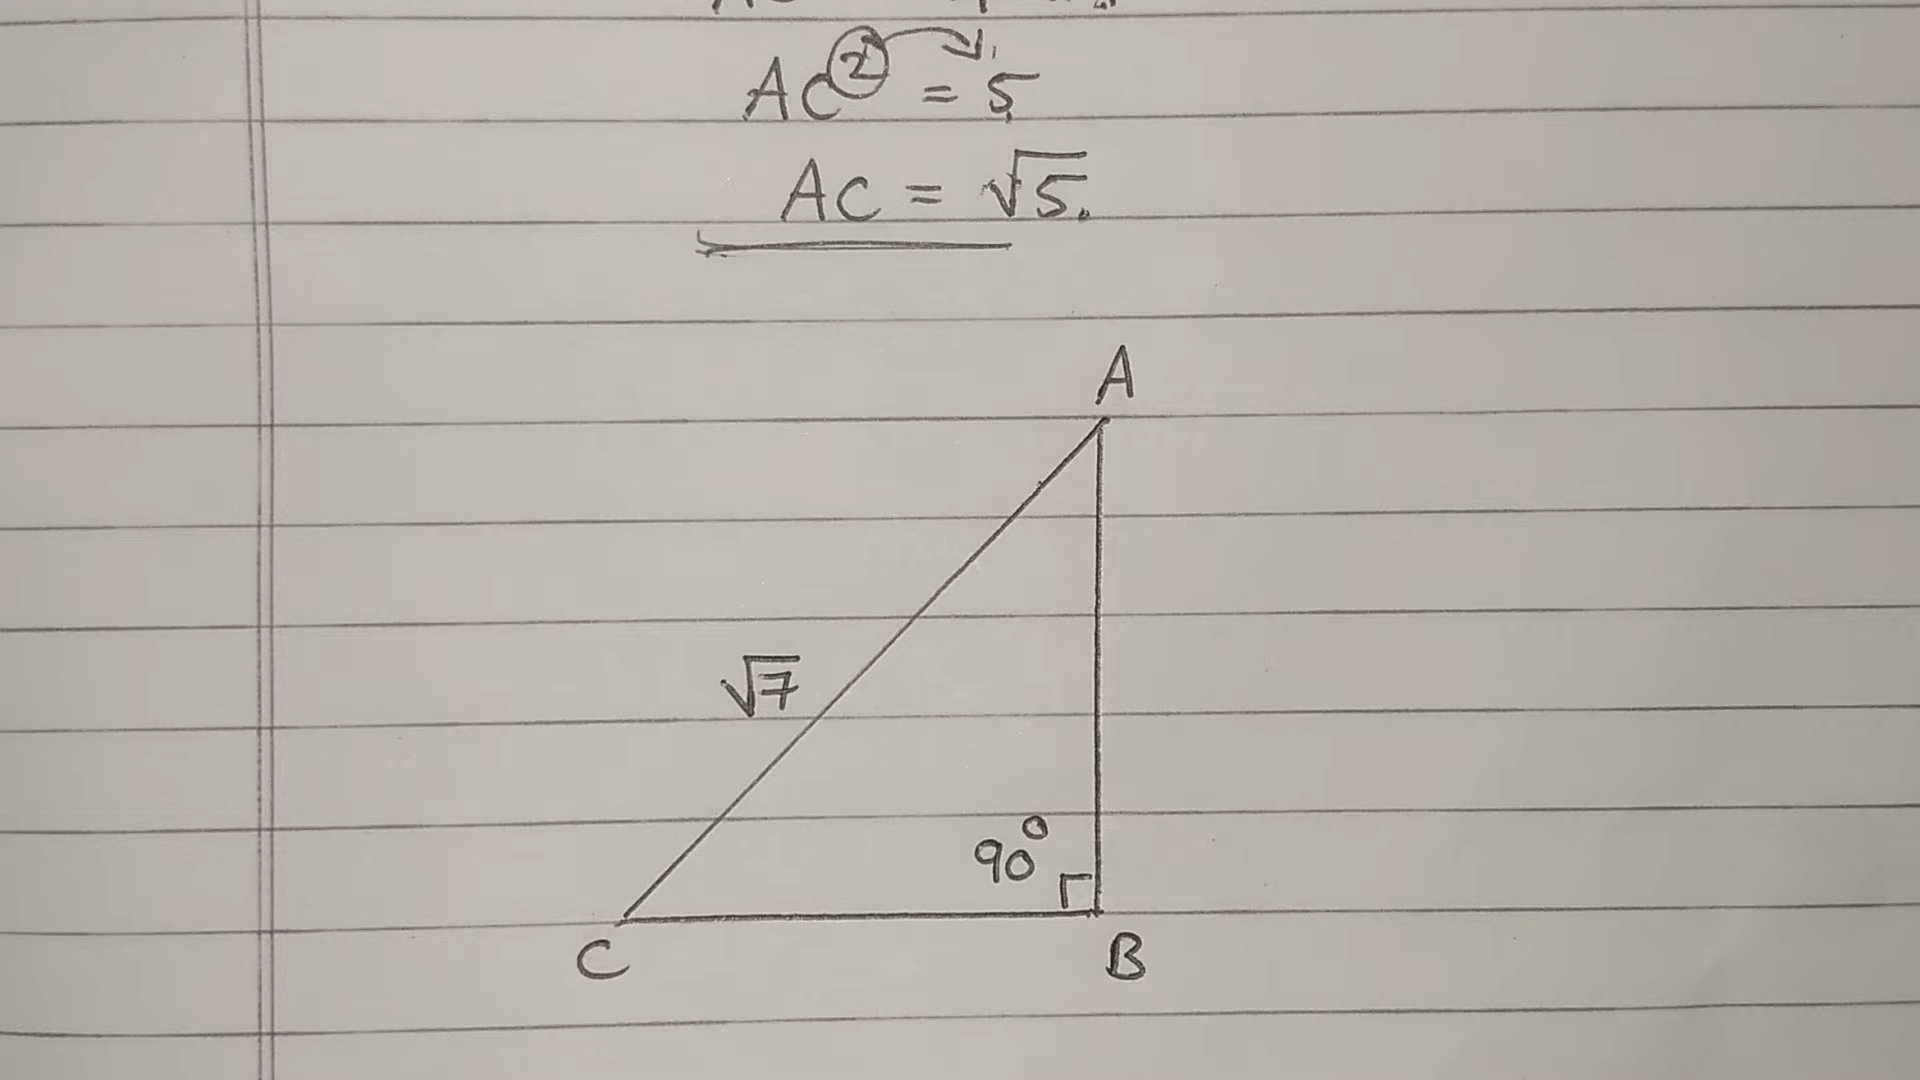 AC² = 5
AC = √5.
A
√7
90°
C
B